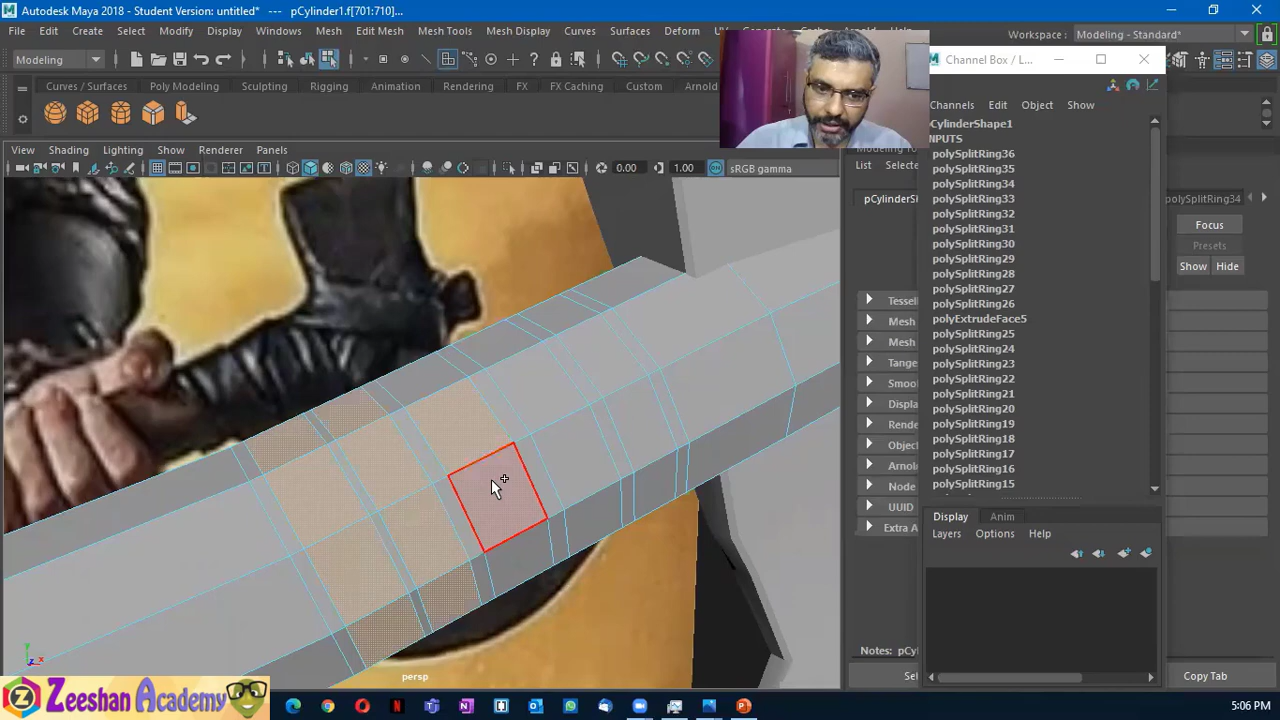 Autodesk Maya 2018 - Student Version: untitled* --- pCylinder1.f[701:710]...
File Edit Create Select Modify Display Windows Mesh Edit Mesh Mesh Tools Mesh Display Curves Surfaces Deform
Workspace : Modeling - Standard*
Modeling
Channel Box / L...
Curves / Surfaces Poly Modeling Sculpting Rigging Animation Rendering FX FX Caching Custom Arnold
Channels Edit Object Show
View Shading Lighting Show Renderer Panels
0.00 1.00 sRGB gamma
List Selecte
pCylinderSh
polySplitRing34
Focus
Presets
Show Hide
CylinderShape1
NPUTS
polySplitRing36
polySplitRing35
polySplitRing34
polySplitRing33
polySplitRing32
polySplitRing31
polySplitRing30
polySplitRing29
polySplitRing28
polySplitRing27
polySplitRing26
polyExtrudeFace5
polySplitRing25
polySplitRing24
polySplitRing23
polySplitRing22
polySplitRing21
polySplitRing20
polySplitRing19
polySplitRing18
polySplitRing17
polySplitRing16
polySplitRing15
Tessel
Mesh
Mesh
Tange
Smoo
Displa
Rende
Objec
Arnol
Node
UUID
Extra A
Display Anim
Layers Options Help
Notes: pCy
Sel
Copy Tab
persp
Zeeshan Academy
5:06 PM